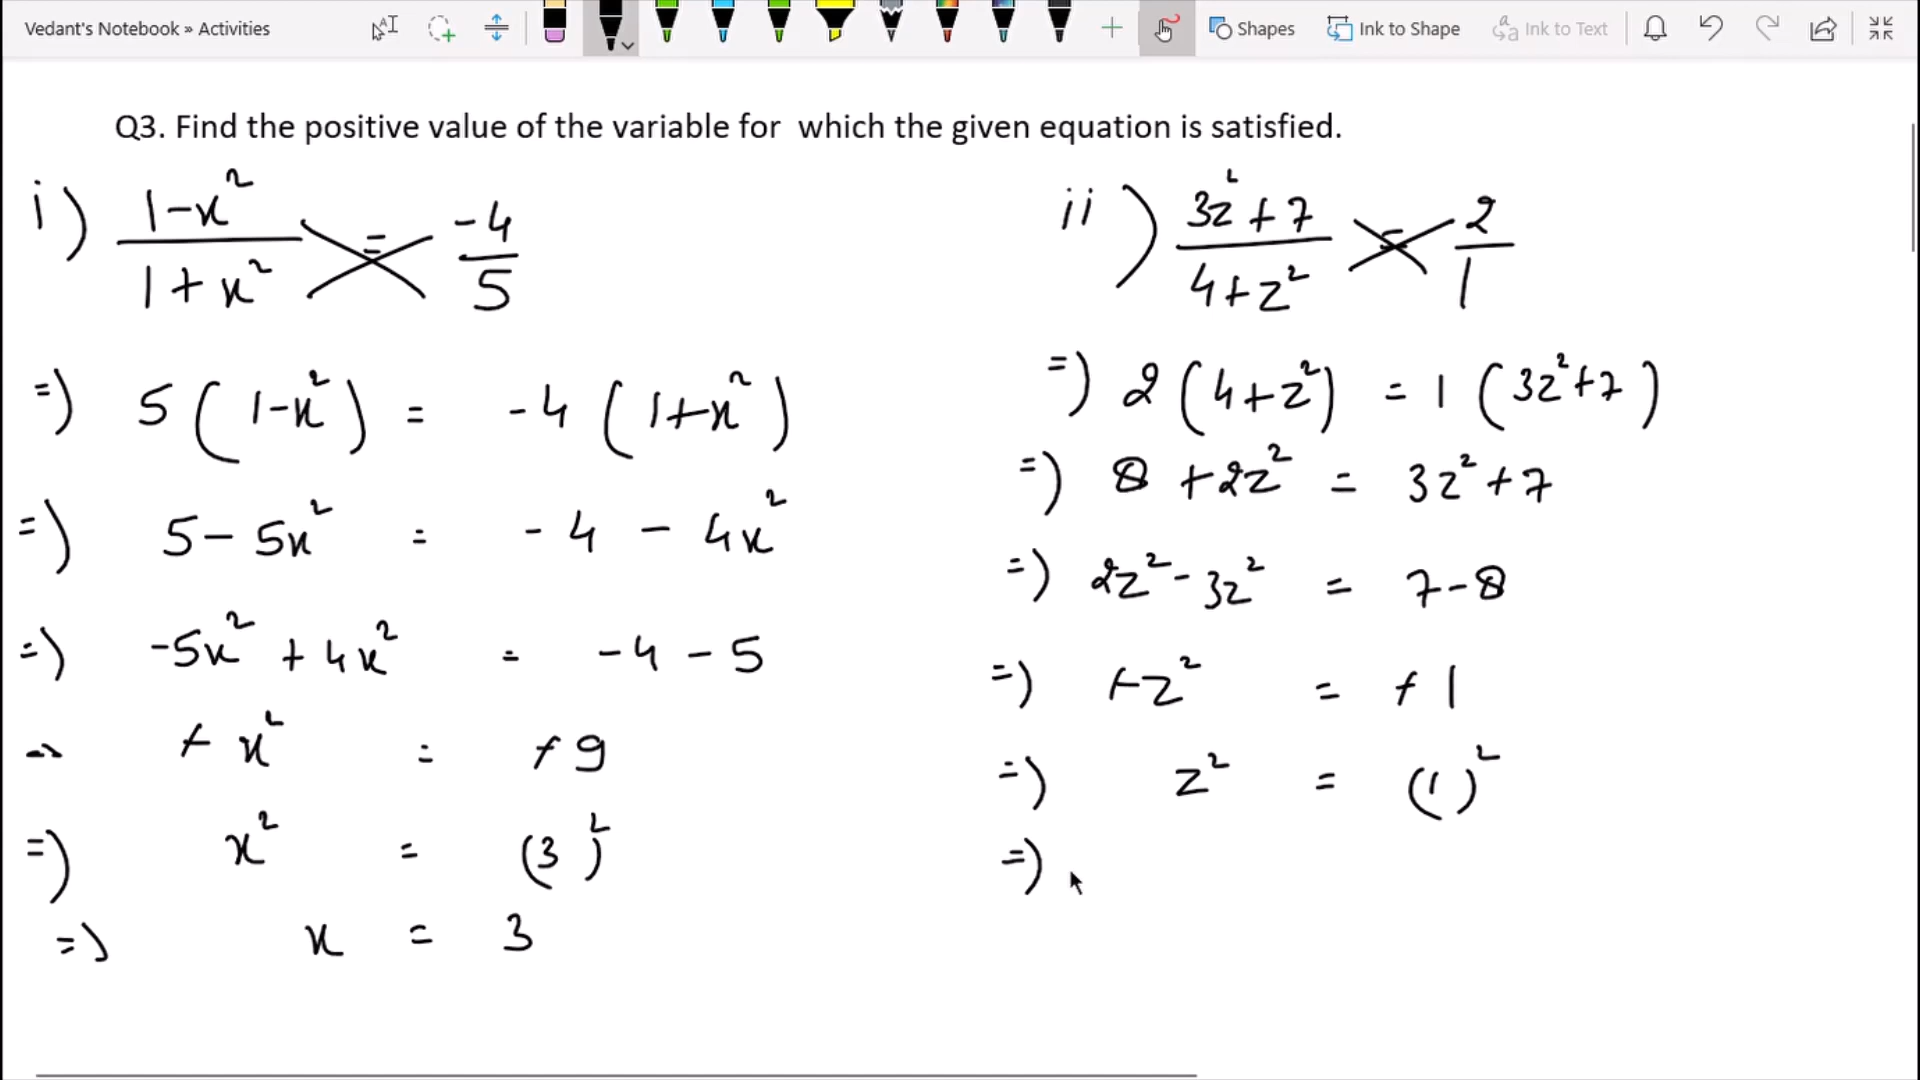 Vedant's Notebook » Activities
Shapes
Ink to Shape
Ink to Text
Q3. Find the positive value of the variable for which the given equation is satisfied.
i) (1-x²)/(1+x²) = -4/5
=) 5(1-x²) = -4(1+x²)
=) 5-5x² = -4-4x²
=) -5x²+4x² = -4-5
=> +x² = +9
=) x² = (3)²
=) x = 3
ii) (3z²+7)/(4+z²) = 2/1
=) 2(4+z²) = 1(3z²+7)
=) 8+2z² = 3z²+7
=) 2z²-3z² = 7-8
=) +z² = +1
=) z² = (1)²
=)